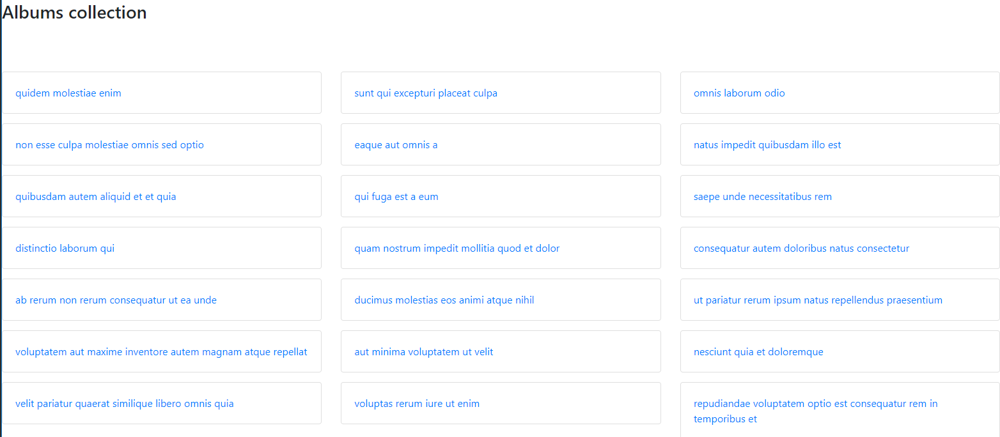 Albums collection
quidem molestiae enim
sunt qui excepturi placeat culpa
omnis laborum odio
non esse culpa molestiae omnis sed optio
eaque aut omnis a
natus impedit quibusdam illo est
quibusdam autem aliquid et et quia
qui fuga est a eum
saepe unde necessitatibus rem
distinctio laborum qui
quam nostrum impedit mollitia quod et dolor
consequatur autem doloribus natus consectetur
ab rerum non rerum consequatur ut ea unde
ducimus molestias eos animi atque nihil
ut pariatur rerum ipsum natus repellendus praesentium
voluptatem aut maxime inventore autem magnam atque repellat
aut minima voluptatem ut velit
nesciunt quia et doloremque
velit pariatur quaerat similique libero omnis quia
voluptas rerum iure ut enim
repudiandae voluptatem optio est consequatur rem in
temporibus et